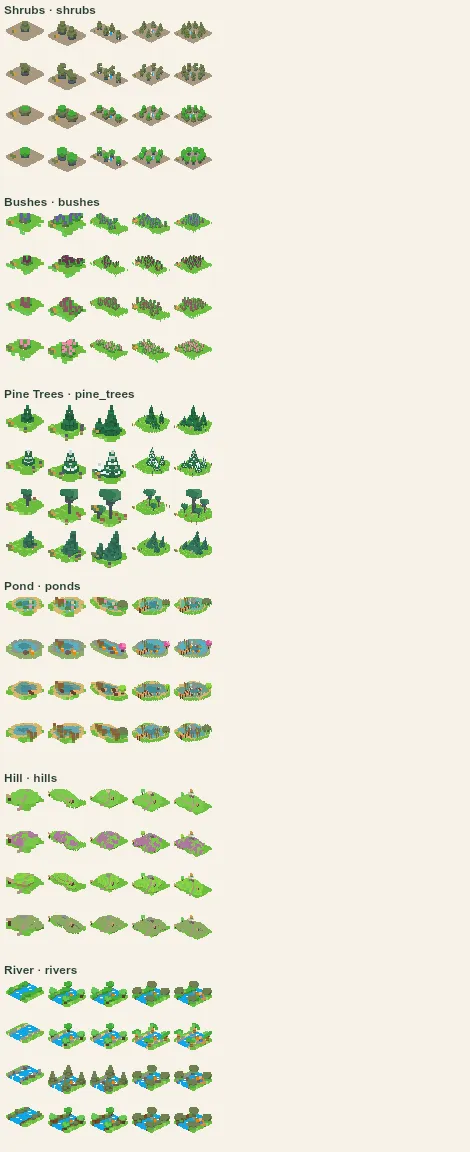 Shrubs · shrubs
Bushes · bushes
Pine Trees · pine_trees
Pond · ponds
Hill · hills
River · rivers